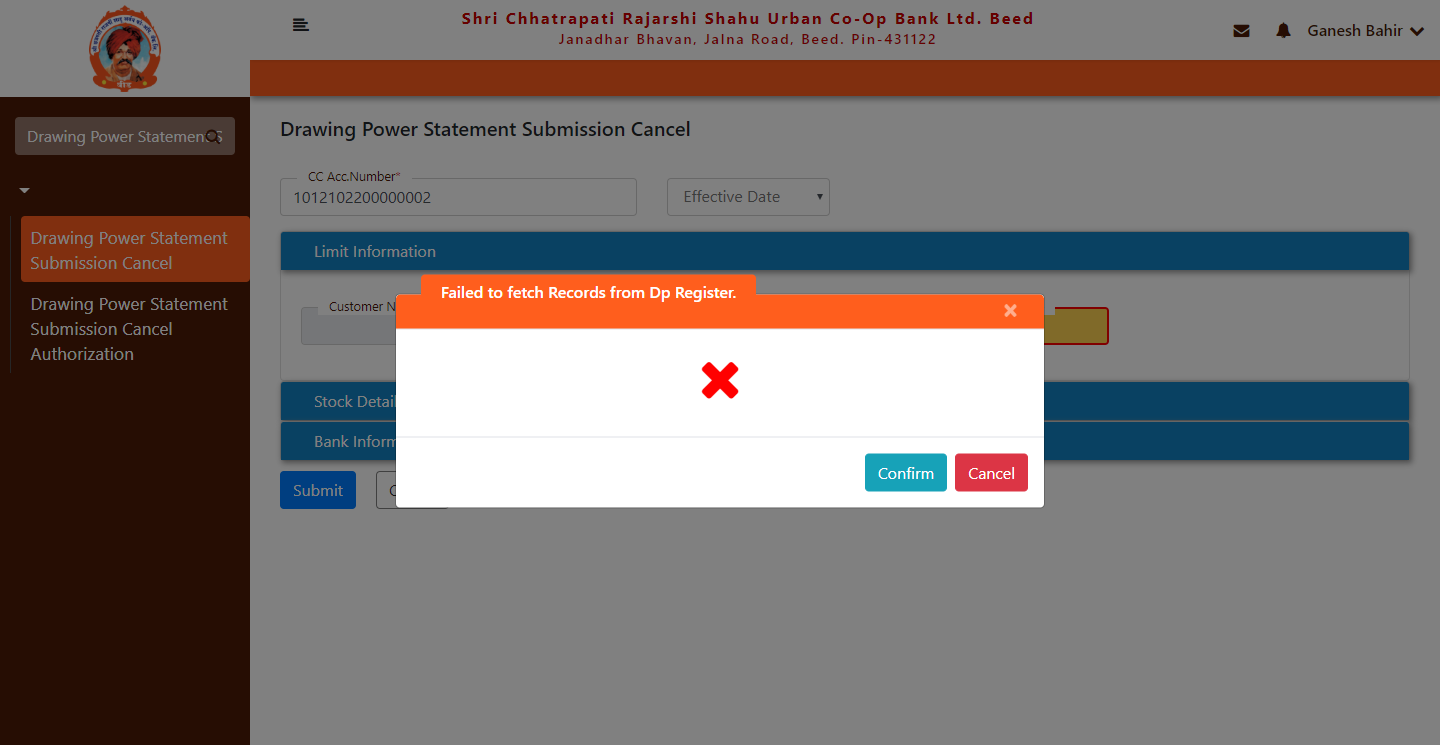 Shri Chhatrapati Rajarshi Shahu Urban Co-Op Bank Ltd. Beed
Janadhar Bhavan, Jalna Road, Beed. Pin-431122
Ganesh Bahir
Drawing Power Statement S
Drawing Power Statement Submission Cancel
CC Acc.Number*
1012102200000002
Effective Date
Drawing Power Statement
Submission Cancel
Drawing Power Statement
Submission Cancel
Authorization
Limit Information
Failed to fetch Records from Dp Register.
Customer N
Stock Detail
Bank Inform
Confirm
Cancel
Submit
C